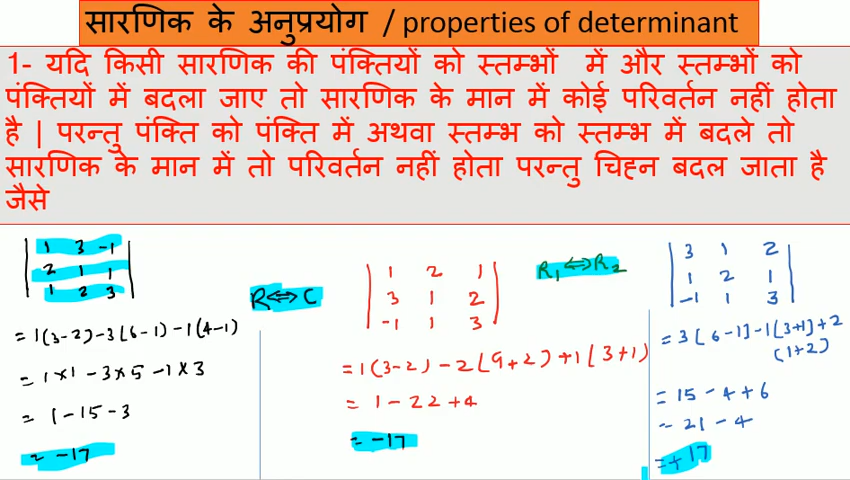 सारणिक के अनुप्रयोग / properties of determinant
1- यदि किसी सारणिक की पंक्तियों को स्तम्भों में और स्तम्भों को
पंक्तियों में बदला जाए तो सारणिक के मान में कोई परिवर्तन नहीं होता
है | परन्तु पंक्ति को पंक्ति में अथवा स्तम्भ को स्तम्भ में बदले तो
सारणिक के मान में तो परिवर्तन नहीं होता परन्तु चिह्न बदल जाता है
जैसे
| 1 3 -1 |
| 2 1 1 |
| 1 2 3 |
= 1(3-2)-3(6-1)-1(4-1)
= 1×1 - 3×5 -1×3
= 1-15-3
= -17
R⇔C
| 1 2 1 |
| 3 1 2 |
| -1 1 3 |
= 1(3-2) -2(9+2) +1(3+1)
= 1 - 22 +4
= -17
R₁⇔R₂
| 3 1 2 |
| 1 2 1 |
| -1 1 3 |
= 3[6-1]-1[3+1]+2
(1+2)
= 15 - 4 + 6
= 21 - 4
= +17